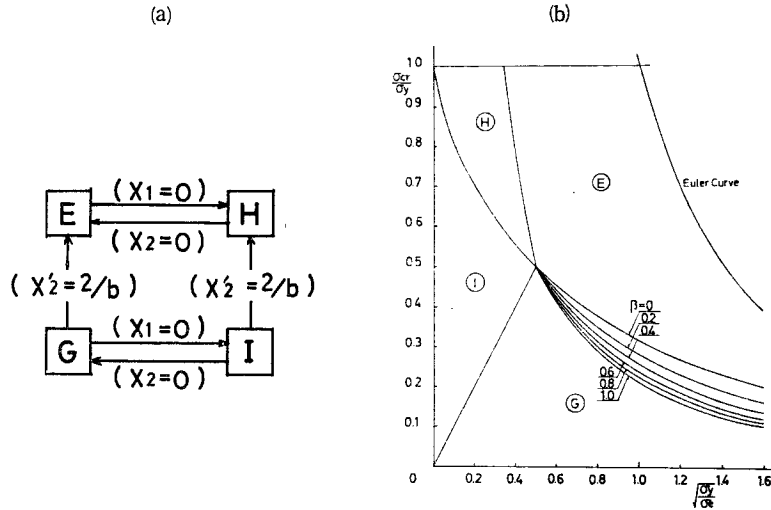 (a)
(X1=0)
E
H
(X2=0)
(X'2=2/b)
(X'2=2/b)
(X1=0)
G
I
(X2=0)
(b)
σcr
σy
1.0
0.9
0.8
0.7
0.6
0.5
0.4
0.3
0.2
0.1
0
0.2
0.4
0.6
0.8
1.0
1.2
1.4
1.6
H
E
I
G
Euler Curve
β=0
0.2
0.4
0.6
0.8
1.0